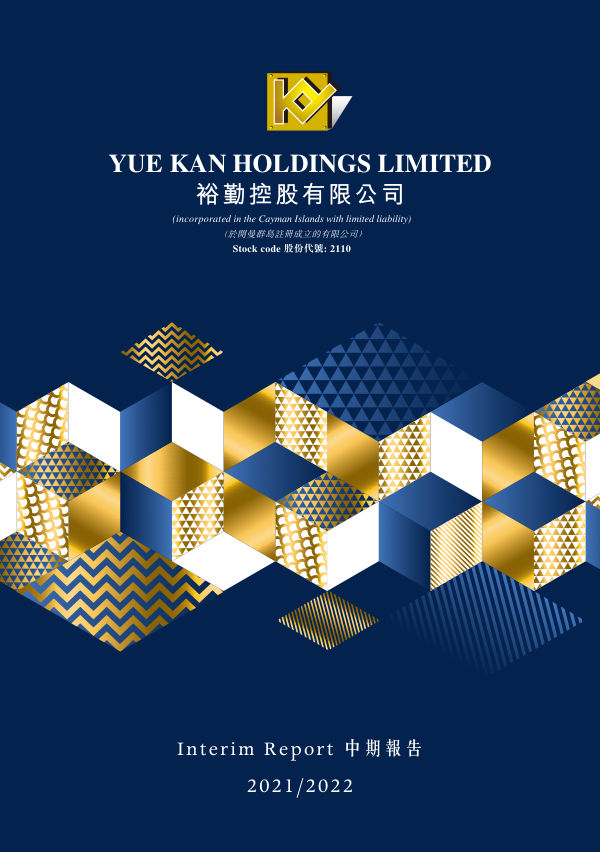 KY
YUE KAN HOLDINGS LIMITED
裕勤控股有限公司
(incorporated in the Cayman Islands with limited liability)
（於開曼群島註冊成立的有限公司）
Stock code 股份代號: 2110
Interim Report 中期報告
2021/2022